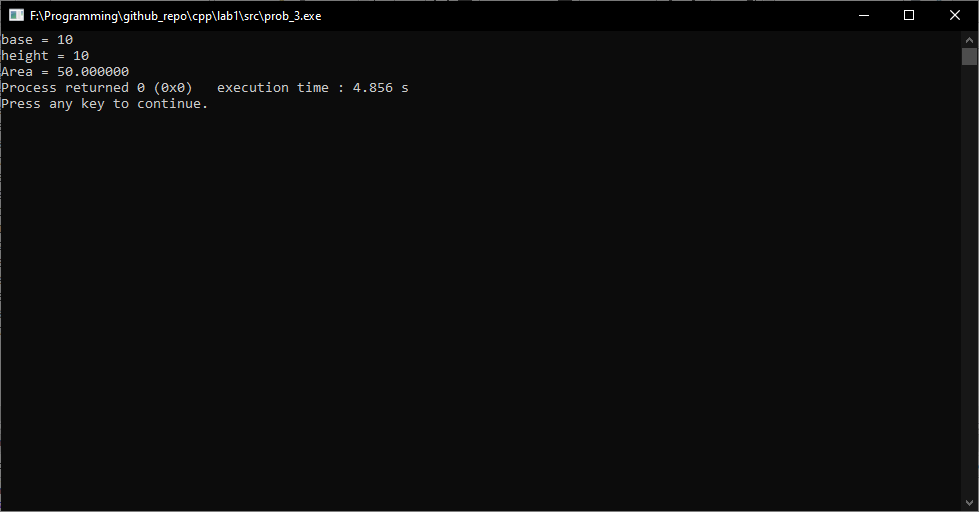 F:\Programming\github_repo\cpp\lab1\src\prob_3.exe
base = 10
height = 10
Area = 50.000000
Process returned 0 (0x0)   execution time : 4.856 s
Press any key to continue.